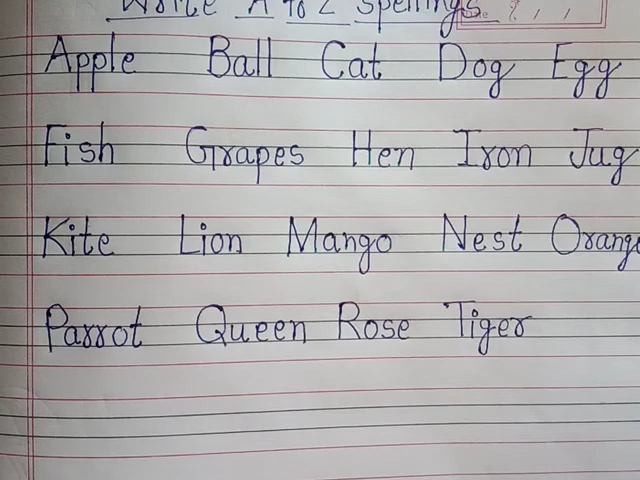 Write A to Z spellings
Apple Ball Cat Dog Egg
Fish Grapes Hen Iron Jug
Kite Lion Mango Nest Orange
Parrot Queen Rose Tiger